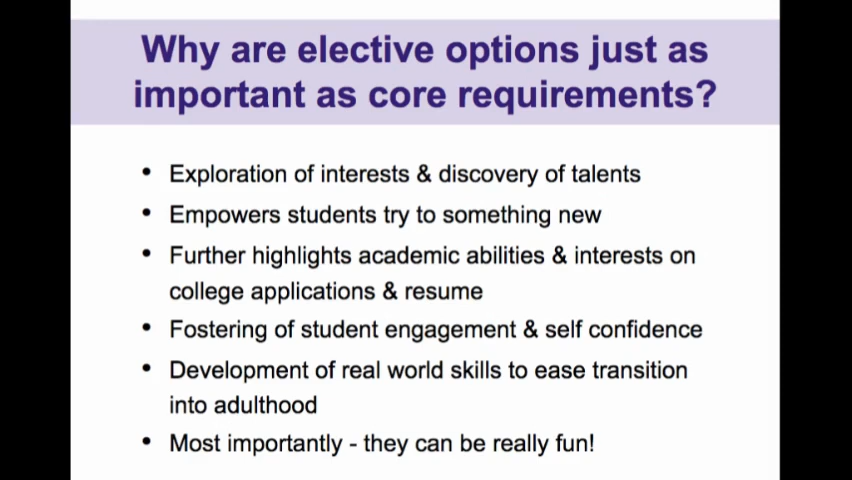 Why are elective options just as
important as core requirements?
• Exploration of interests & discovery of talents
• Empowers students try to something new
• Further highlights academic abilities & interests on
college applications & resume
• Fostering of student engagement & self confidence
• Development of real world skills to ease transition
into adulthood
• Most importantly - they can be really fun!